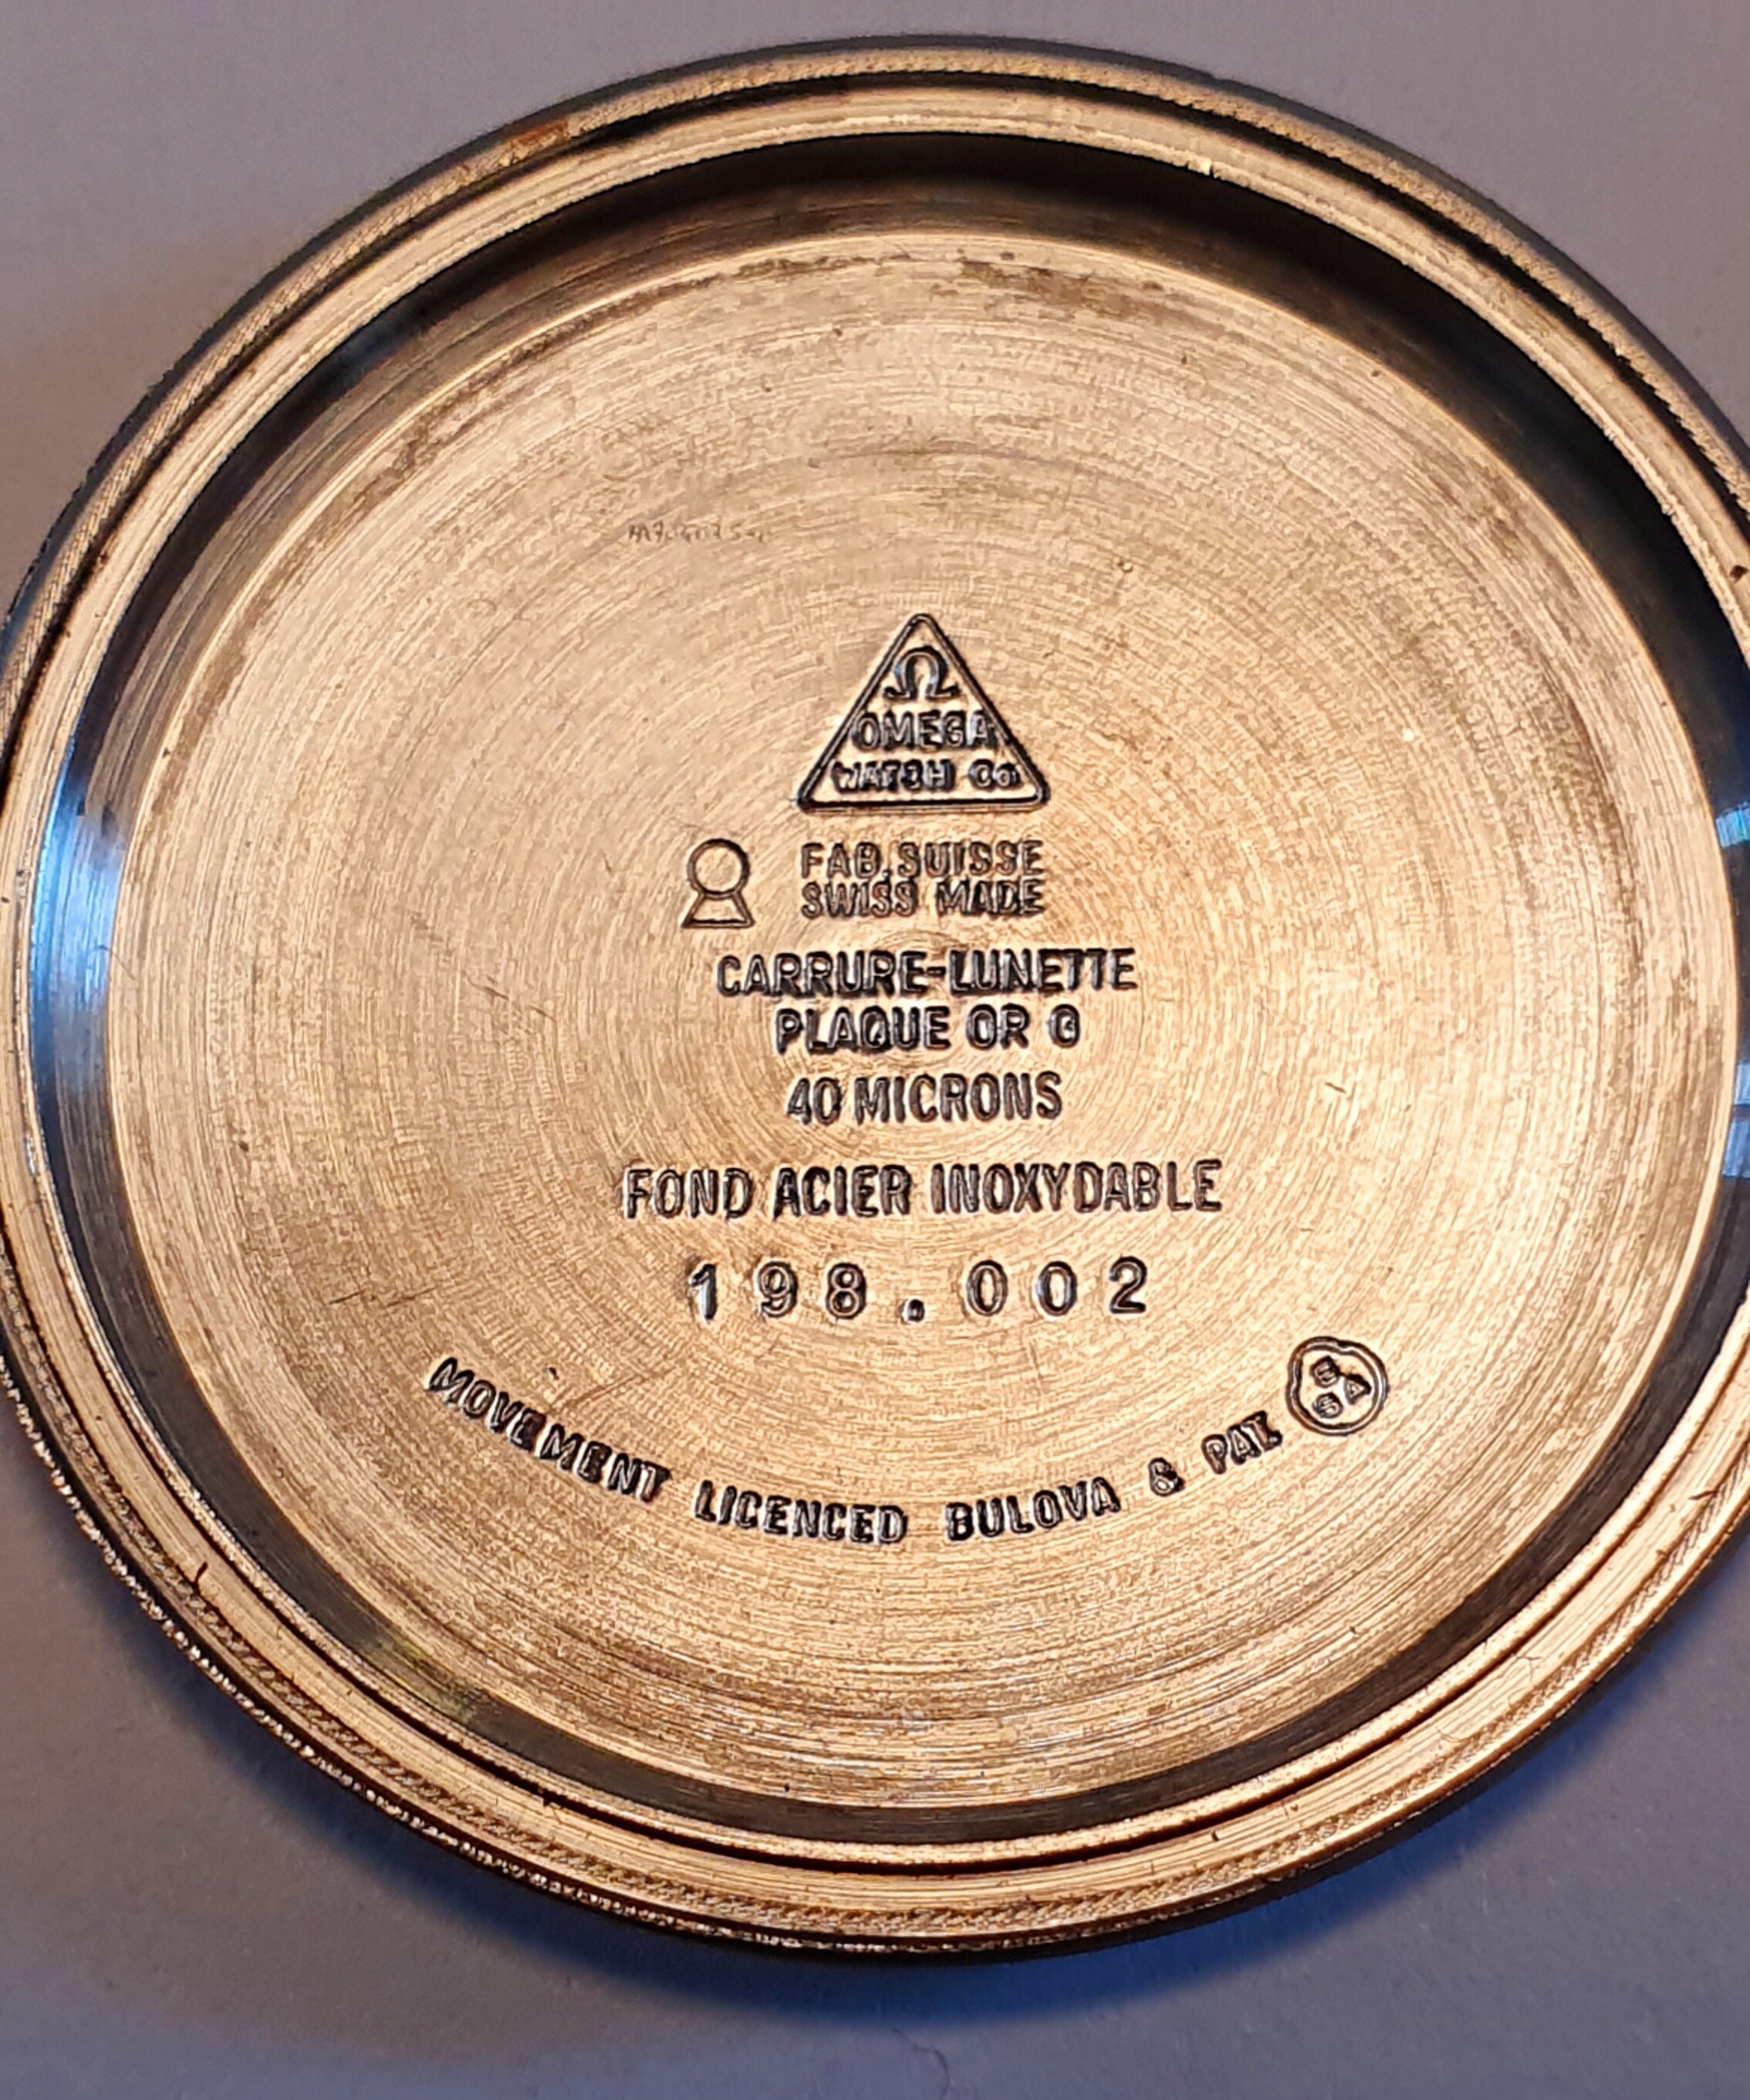 Ω
OMEGA
WATCH Co
FAB. SUISSE
SWISS MADE
CARRURE-LUNETTE
PLAQUE OR G
40 MICRONS
FOND ACIER INOXYDABLE
198.002
MOVEMENT LICENCED BULOVA & PAT.
SSA